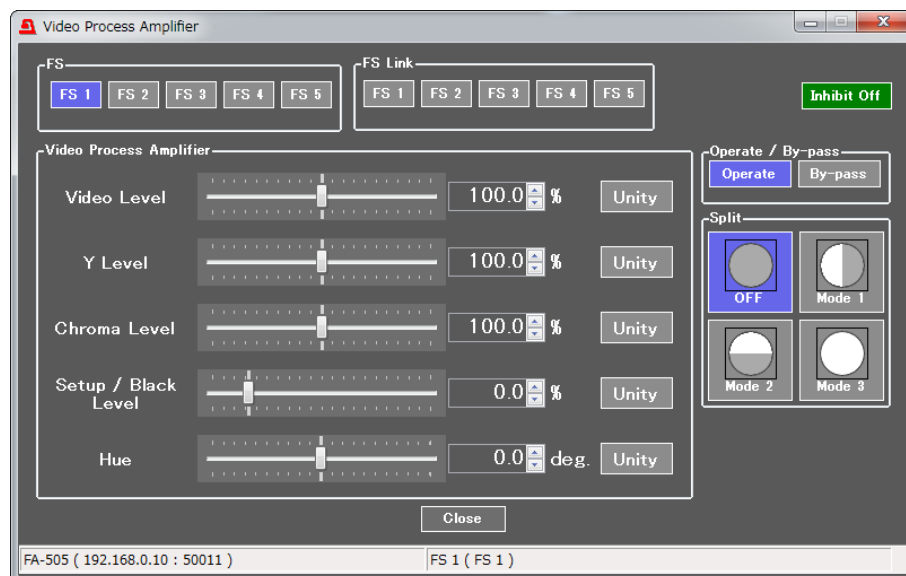 Video Process Amplifier
FS
FS 1 FS 2 FS 3 FS 4 FS 5
FS Link
FS 1 FS 2 FS 3 FS 4 FS 5
Inhibit Off
Video Process Amplifier
Video Level 100.0 % Unity
Y Level 100.0 % Unity
Chroma Level 100.0 % Unity
Setup / Black
Level 0.0 % Unity
Hue 0.0 deg. Unity
Operate / By-pass
Operate By-pass
Split
OFF Mode 1
Mode 2 Mode 3
Close
FA-505 ( 192.168.0.10 : 50011 ) FS 1 ( FS 1 )